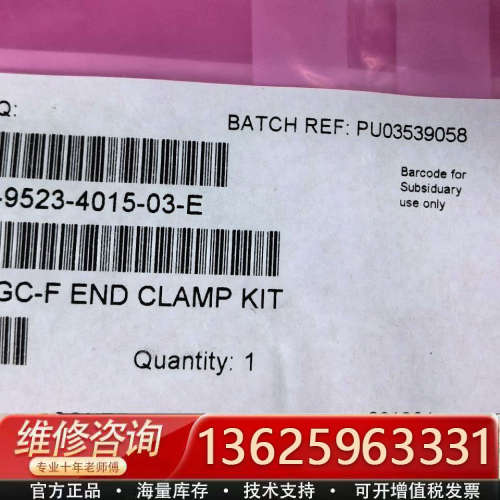 Q:
BATCH REF: PU03539058
Barcode for
Subsiduary
use only
-9523-4015-03-E
GC-F END CLAMP KIT
Quantity: 1
维修咨询
专业十年老师傅
13625963331
官方正品 海量库存 技术支持 可开增值税发票